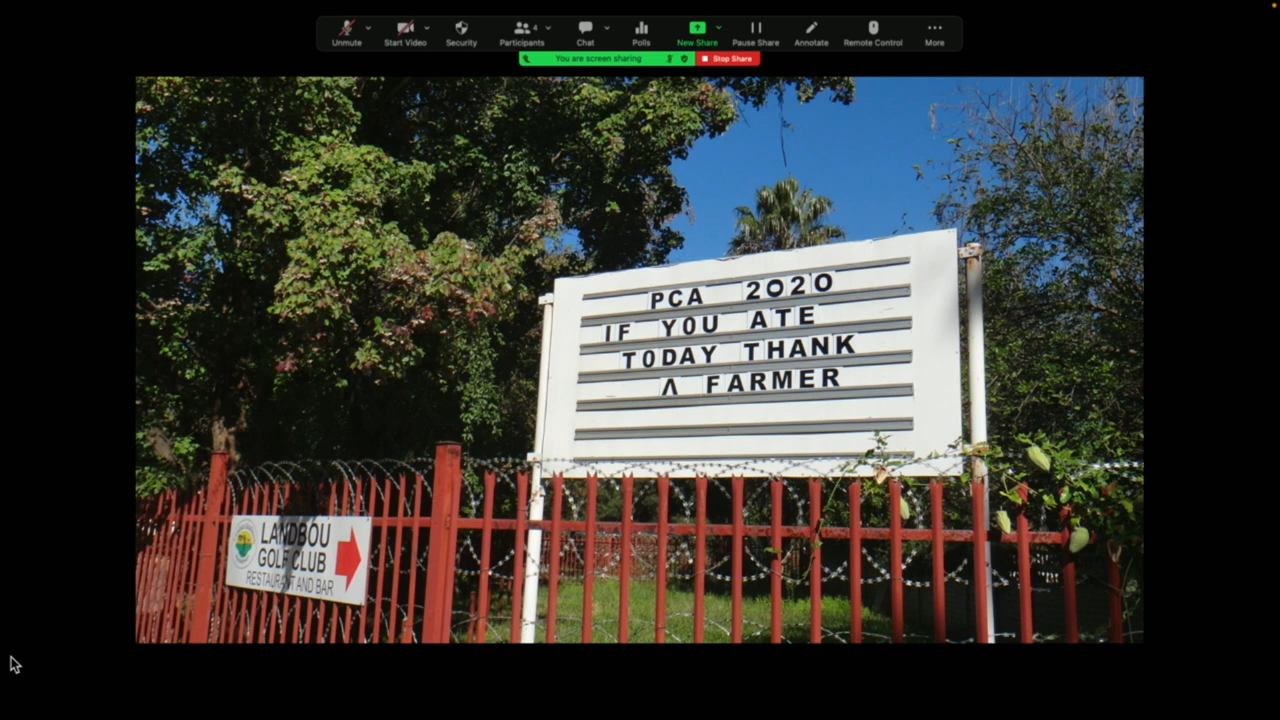 Unmute
Start Video
Security
Participants
4
Chat
Polls
New Share
Pause Share
Annotate
Remote Control
More
You are screen sharing
Stop Share
PCA 2020
IF YOU ATE
TODAY THANK
A FARMER
LANDBOU
GOLF CLUB
RESTAURANT AND BAR